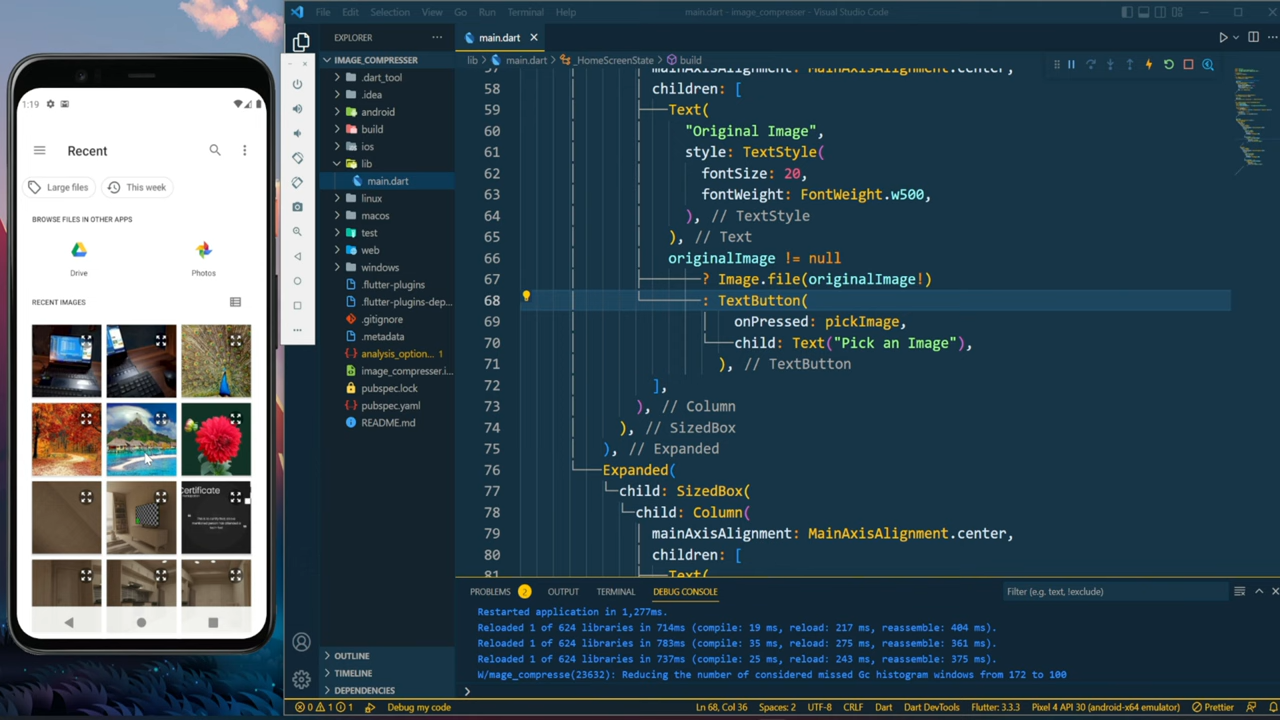 File Edit Selection View Go Run Terminal Help
main.dart - image_compresser - Visual Studio Code
1:19
Recent
Large files
This week
BROWSE FILES IN OTHER APPS
Drive
Photos
RECENT IMAGES
Certificate
EXPLORER
IMAGE_COMPRESSER
.dart_tool
.idea
android
build
ios
lib
main.dart
linux
macos
test
web
windows
.flutter-plugins
.flutter-plugins-dep...
.gitignore
.metadata
analysis_option... 1
image_compresser.i...
pubspec.lock
pubspec.yaml
README.md
OUTLINE
TIMELINE
DEPENDENCIES
main.dart
lib > main.dart > _HomeScreenState > build
57 mainAxisAlignment: MainAxisAlignment.center,
58 children: [
59 Text(
60 "Original Image",
61 style: TextStyle(
62 fontSize: 20,
63 fontWeight: FontWeight.w500,
64 ), // TextStyle
65 ), // Text
66 originalImage != null
67 ? Image.file(originalImage!)
68 : TextButton(
69 onPressed: pickImage,
70 child: Text("Pick an Image"),
71 ), // TextButton
72 ],
73 ), // Column
74 ), // SizedBox
75 ), // Expanded
76 Expanded(
77 child: SizedBox(
78 child: Column(
79 mainAxisAlignment: MainAxisAlignment.center,
80 children: [
81 Text(
PROBLEMS 2 OUTPUT TERMINAL DEBUG CONSOLE
Filter (e.g. text, !exclude)
Restarted application in 1,277ms.
Reloaded 1 of 624 libraries in 714ms (compile: 19 ms, reload: 217 ms, reassemble: 404 ms).
Reloaded 1 of 624 libraries in 783ms (compile: 35 ms, reload: 275 ms, reassemble: 361 ms).
Reloaded 1 of 624 libraries in 737ms (compile: 25 ms, reload: 243 ms, reassemble: 375 ms).
W/mage_compresse(23632): Reducing the number of considered missed Gc histogram windows from 172 to 100
0 1 1 Debug my code
Ln 68, Col 36 Spaces: 2 UTF-8 CRLF Dart Dart DevTools Flutter: 3.3.3 Pixel 4 API 30 (android-x64 emulator) Prettier